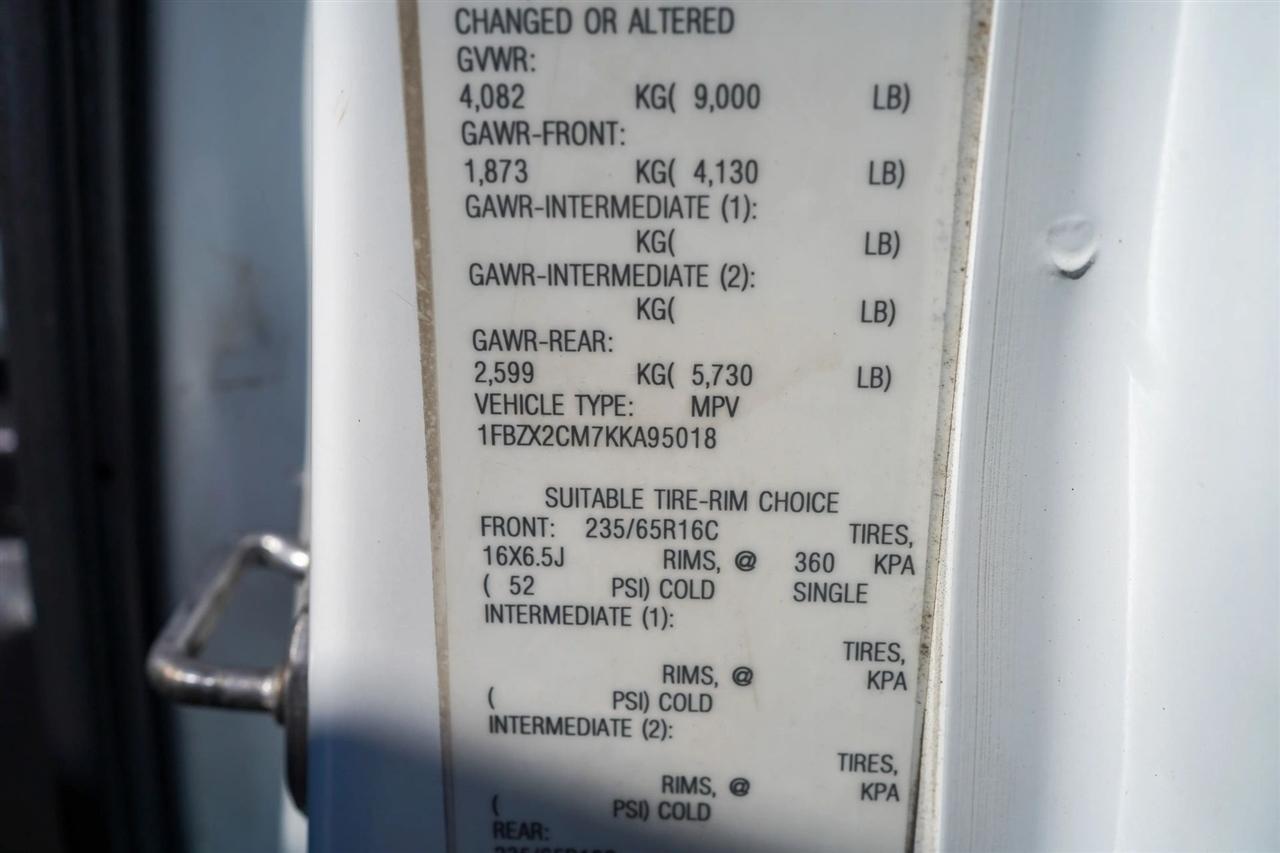 CHANGED OR ALTERED
GVWR:
4,082 KG( 9,000 LB)
GAWR-FRONT:
1,873 KG( 4,130 LB)
GAWR-INTERMEDIATE (1):
KG( LB)
GAWR-INTERMEDIATE (2):
KG( LB)
GAWR-REAR:
2,599 KG( 5,730 LB)
VEHICLE TYPE: MPV
1FBZX2CM7KKA95018
SUITABLE TIRE-RIM CHOICE
FRONT: 235/65R16C TIRES,
16X6.5J RIMS, @ 360 KPA
( 52 PSI) COLD SINGLE
INTERMEDIATE (1):
TIRES,
RIMS, @ KPA
( PSI) COLD
INTERMEDIATE (2):
TIRES,
RIMS, @ KPA
( PSI) COLD
REAR: